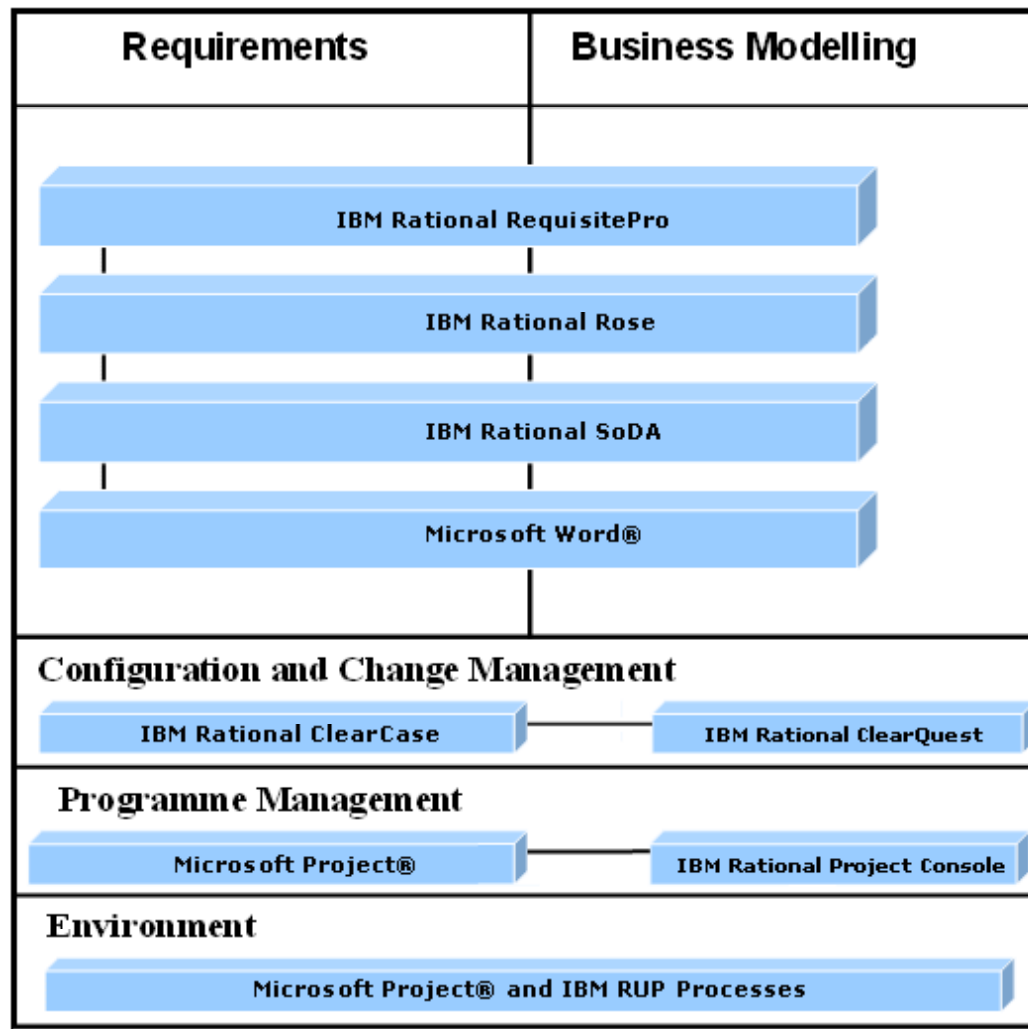 Requirements
Business Modelling
IBM Rational RequisitePro
IBM Rational Rose
IBM Rational SoDA
Microsoft Word®
Configuration and Change Management
IBM Rational ClearCase
IBM Rational ClearQuest
Programme Management
Microsoft Project®
IBM Rational Project Console
Environment
Microsoft Project® and IBM RUP Processes